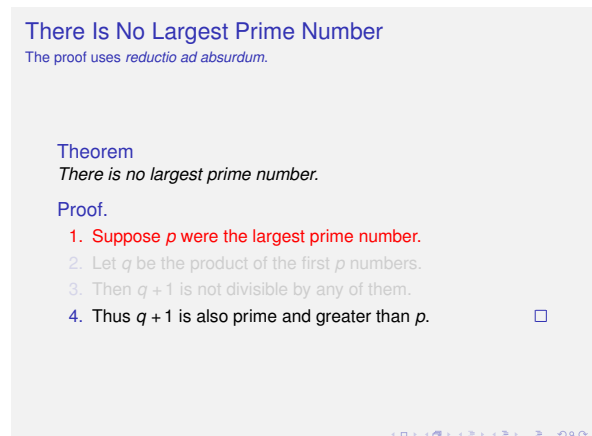 There Is No Largest Prime Number
The proof uses reductio ad absurdum.
Theorem
There is no largest prime number.
Proof.
1. Suppose p were the largest prime number.
2. Let q be the product of the first p numbers.
3. Then q + 1 is not divisible by any of them.
4. Thus q + 1 is also prime and greater than p. □